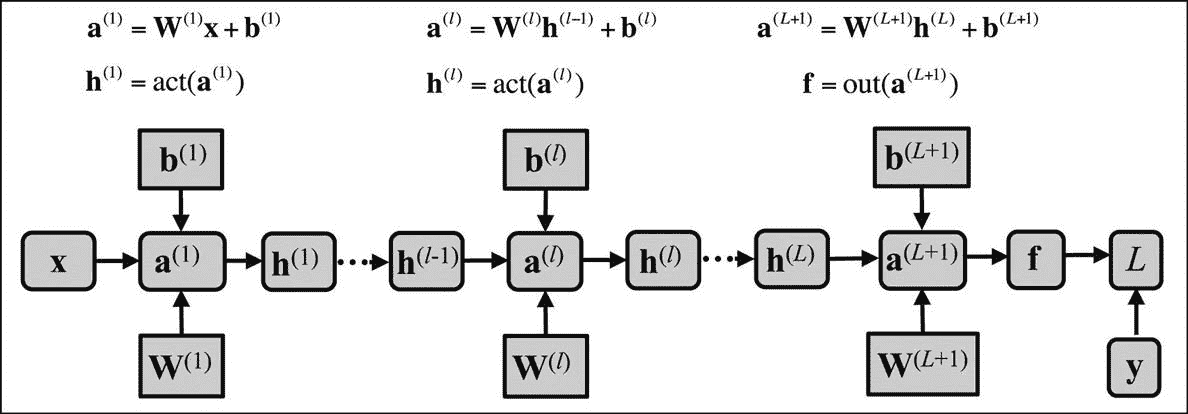 a⁽¹⁾ = W⁽¹⁾x + b⁽¹⁾ a⁽ˡ⁾ = W⁽ˡ⁾h⁽ˡ⁻¹⁾ + b⁽ˡ⁾ a⁽ᴸ⁺¹⁾ = W⁽ᴸ⁺¹⁾h⁽ᴸ⁾ + b⁽ᴸ⁺¹⁾
h⁽¹⁾ = act(a⁽¹⁾) h⁽ˡ⁾ = act(a⁽ˡ⁾) f = out(a⁽ᴸ⁺¹⁾)
b⁽¹⁾ b⁽ˡ⁾ b⁽ᴸ⁺¹⁾
x a⁽¹⁾ h⁽¹⁾ h⁽ˡ⁻¹⁾ a⁽ˡ⁾ h⁽ˡ⁾ h⁽ᴸ⁾ a⁽ᴸ⁺¹⁾ f L
W⁽¹⁾ W⁽ˡ⁾ W⁽ᴸ⁺¹⁾ y